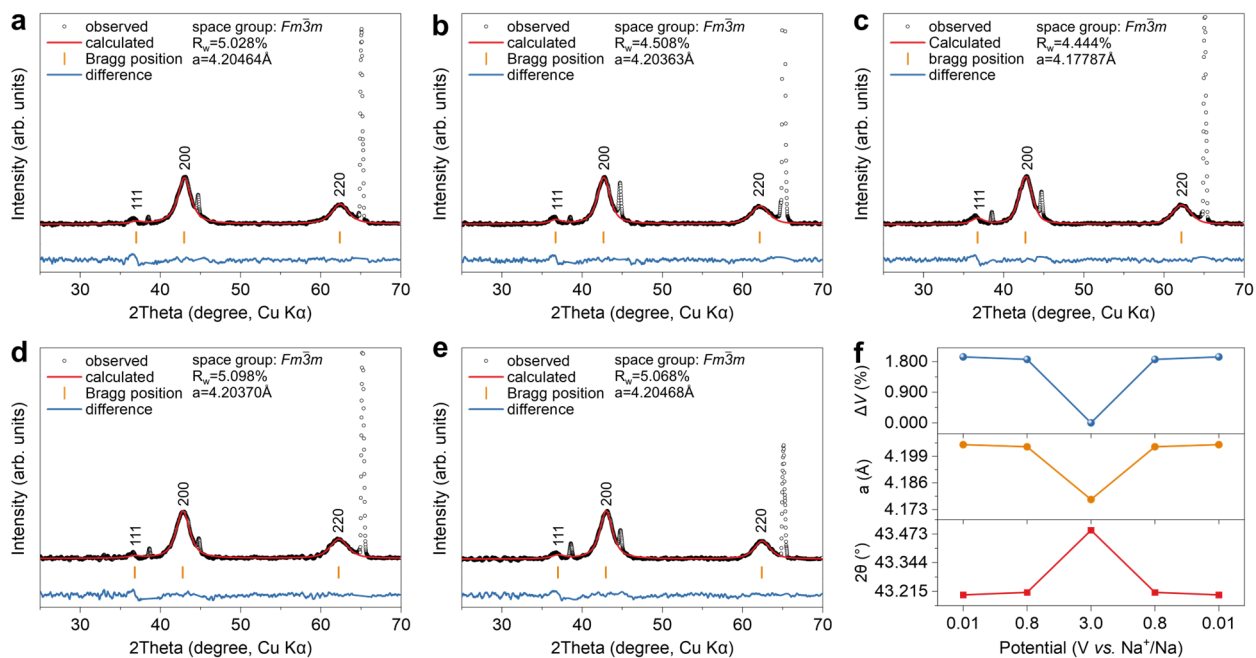 a
observed
space group: Fm3̅m
calculated
Rw=5.028%
Bragg position
a=4.20464Å
difference
Intensity (arb. units)
111
200
220
30 40 50 60 70
2Theta (degree, Cu Kα)
b
observed
space group: Fm3̅m
calculated
Rw=4.508%
Bragg position
a=4.20363Å
difference
Intensity (arb. units)
111
200
220
30 40 50 60 70
2Theta (degree, Cu Kα)
c
observed
space group: Fm3̅m
Calculated
Rw=4.444%
bragg position
a=4.17787Å
difference
Intensity (arb. units)
111
200
220
30 40 50 60 70
2Theta (degree, Cu Kα)
d
observed
space group: Fm3̅m
calculated
Rw=5.098%
Bragg position
a=4.20370Å
difference
Intensity (arb. units)
111
200
220
30 40 50 60 70
2Theta (degree, Cu Kα)
e
observed
space group: Fm3̅m
calculated
Rw=5.068%
Bragg position
a=4.20468Å
difference
Intensity (arb. units)
111
200
220
30 40 50 60 70
2Theta (degree, Cu Kα)
f
ΔV (%)
1.800
0.900
0.000
a (Å)
4.199
4.186
4.173
2θ (°)
43.473
43.344
43.215
0.01 0.8 3.0 0.8 0.01
Potential (V vs. Na⁺/Na)